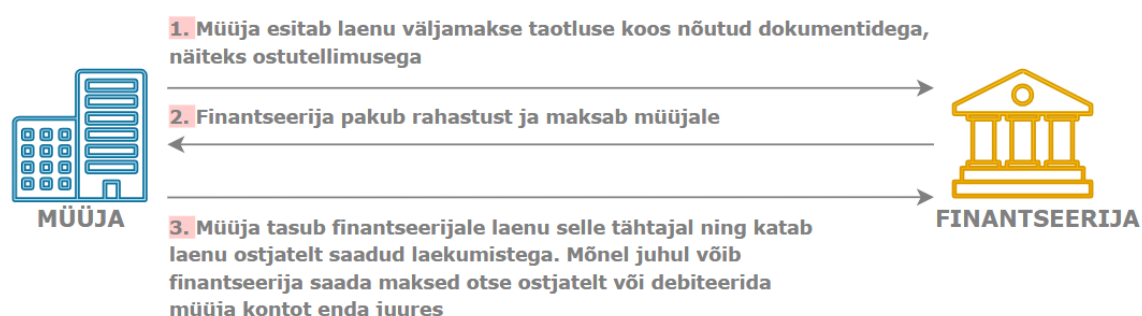 1. Müüja esitab laenu väljamakse taotluse koos nõutud dokumentidega,
näiteks ostutellimusega
2. Finantseerija pakub rahastust ja maksab müüjale
MÜÜJA
FINANTSEERIJA
3. Müüja tasub finantseerijale laenu selle tähtajal ning katab
laenu ostjatelt saadud laekumistega. Mõnel juhul võib
finantseerija saada maksed otse ostjatelt või debiteerida
müüja kontot enda juures